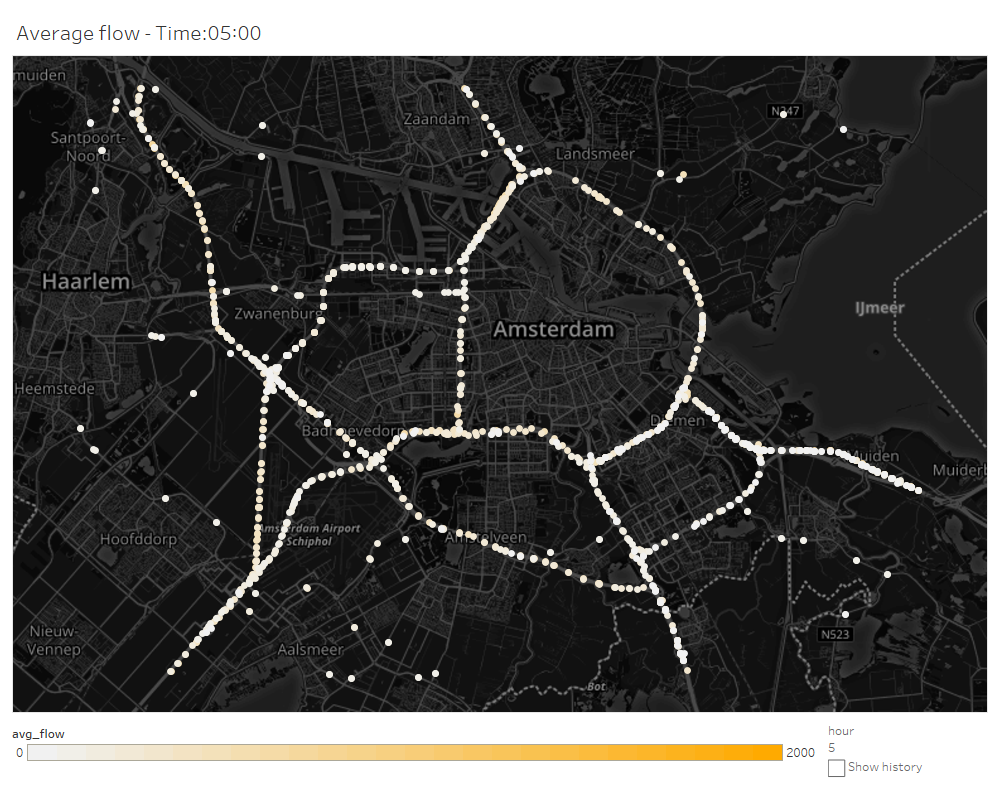 Average flow - Time:05:00
muiden
Zaandam
N247
Santpoort-
Noord
Landsmeer
Haarlem
Zwanenburg
Amsterdam
IJmeer
Heemstede
Badhoevedorp
Diemen
Muiden
Muiderb
Amsterdam Airport
Schiphol
Hoofddorp
Amstelveen
Nieuw-
Vennep
Aalsmeer
N523
Bot
avg_flow
0
2000
hour
5
Show history